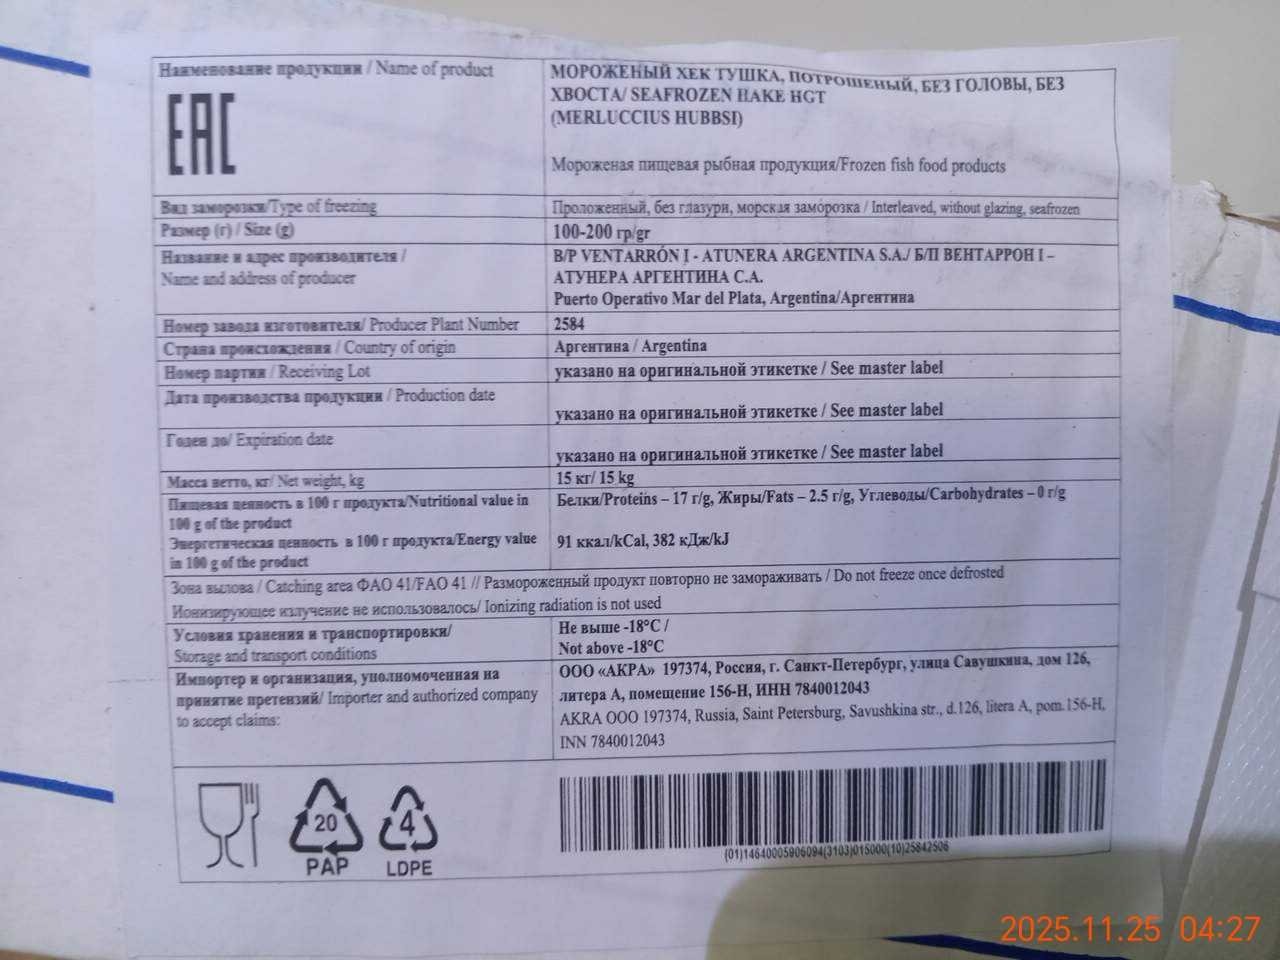 Наименование продукции / Name of product
EAC
МОРОЖЕНЫЙ ХЕК ТУШКА, ПОТРОШЕНЫЙ, БЕЗ ГОЛОВЫ, БЕЗ
ХВОСТА/ SEAFROZEN HAKE HGT
(MERLUCCIUS HUBBSI)
Мороженая пищевая рыбная продукция/Frozen fish food products
Вид заморозки/Type of freezing
Проложенный, без глазури, морская заморозка / Interleaved, without glazing, seafrozen
Размер (г) / Size (g)
100-200 гр/gr
Название и адрес производителя /
Name and address of producer
B/P VENTARRÓN I - ATUNERA ARGENTINA S.A./ Б/П ВЕНТАРРОН I –
АТУНЕРА АРГЕНТИНА С.А.
Puerto Operativo Mar del Plata, Argentina/Аргентина
Номер завода изготовителя/ Producer Plant Number
2584
Страна происхождения / Country of origin
Аргентина / Argentina
Номер партии / Receiving Lot
указано на оригинальной этикетке / See master label
Дата производства продукции / Production date
указано на оригинальной этикетке / See master label
Годен до/ Expiration date
указано на оригинальной этикетке / See master label
Масса нетто, кг/ Net weight, kg
15 кг/ 15 kg
Пищевая ценность в 100 г продукта/Nutritional value in
100 g of the product
Белки/Proteins – 17 г/g, Жиры/Fats – 2.5 г/g, Углеводы/Carbohydrates – 0 г/g
Энергетическая ценность в 100 г продукта/Energy value
in 100 g of the product
91 ккал/kCal, 382 кДж/kJ
Зона вылова / Catching area ФАО 41/FAO 41 // Размороженный продукт повторно не замораживать / Do not freeze once defrosted
Ионизирующее излучение не использовалось/ Ionizing radiation is not used
Условия хранения и транспортировки/
Storage and transport conditions
Не выше -18°C /
Not above -18°C
Импортер и организация, уполномоченная на
принятие претензий/ Importer and authorized company
to accept claims:
ООО «АКРА» 197374, Россия, г. Санкт-Петербург, улица Савушкина, дом 126,
литера А, помещение 156-Н, ИНН 7840012043
AKRA OOO 197374, Russia, Saint Petersburg, Savushkina str., d.126, litera A, pom.156-H,
INN 7840012043
20
PAP
4
LDPE
(01)14640005906094(3103)015000(10)25842506
2025.11.25 04:27